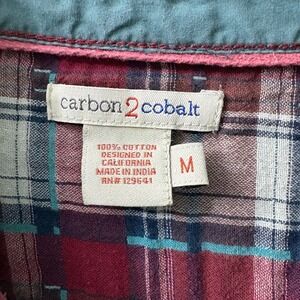 carbon2cobalt
100% COTTON
DESIGNED IN
CALIFORNIA
MADE IN INDIA
RN# 129641
M